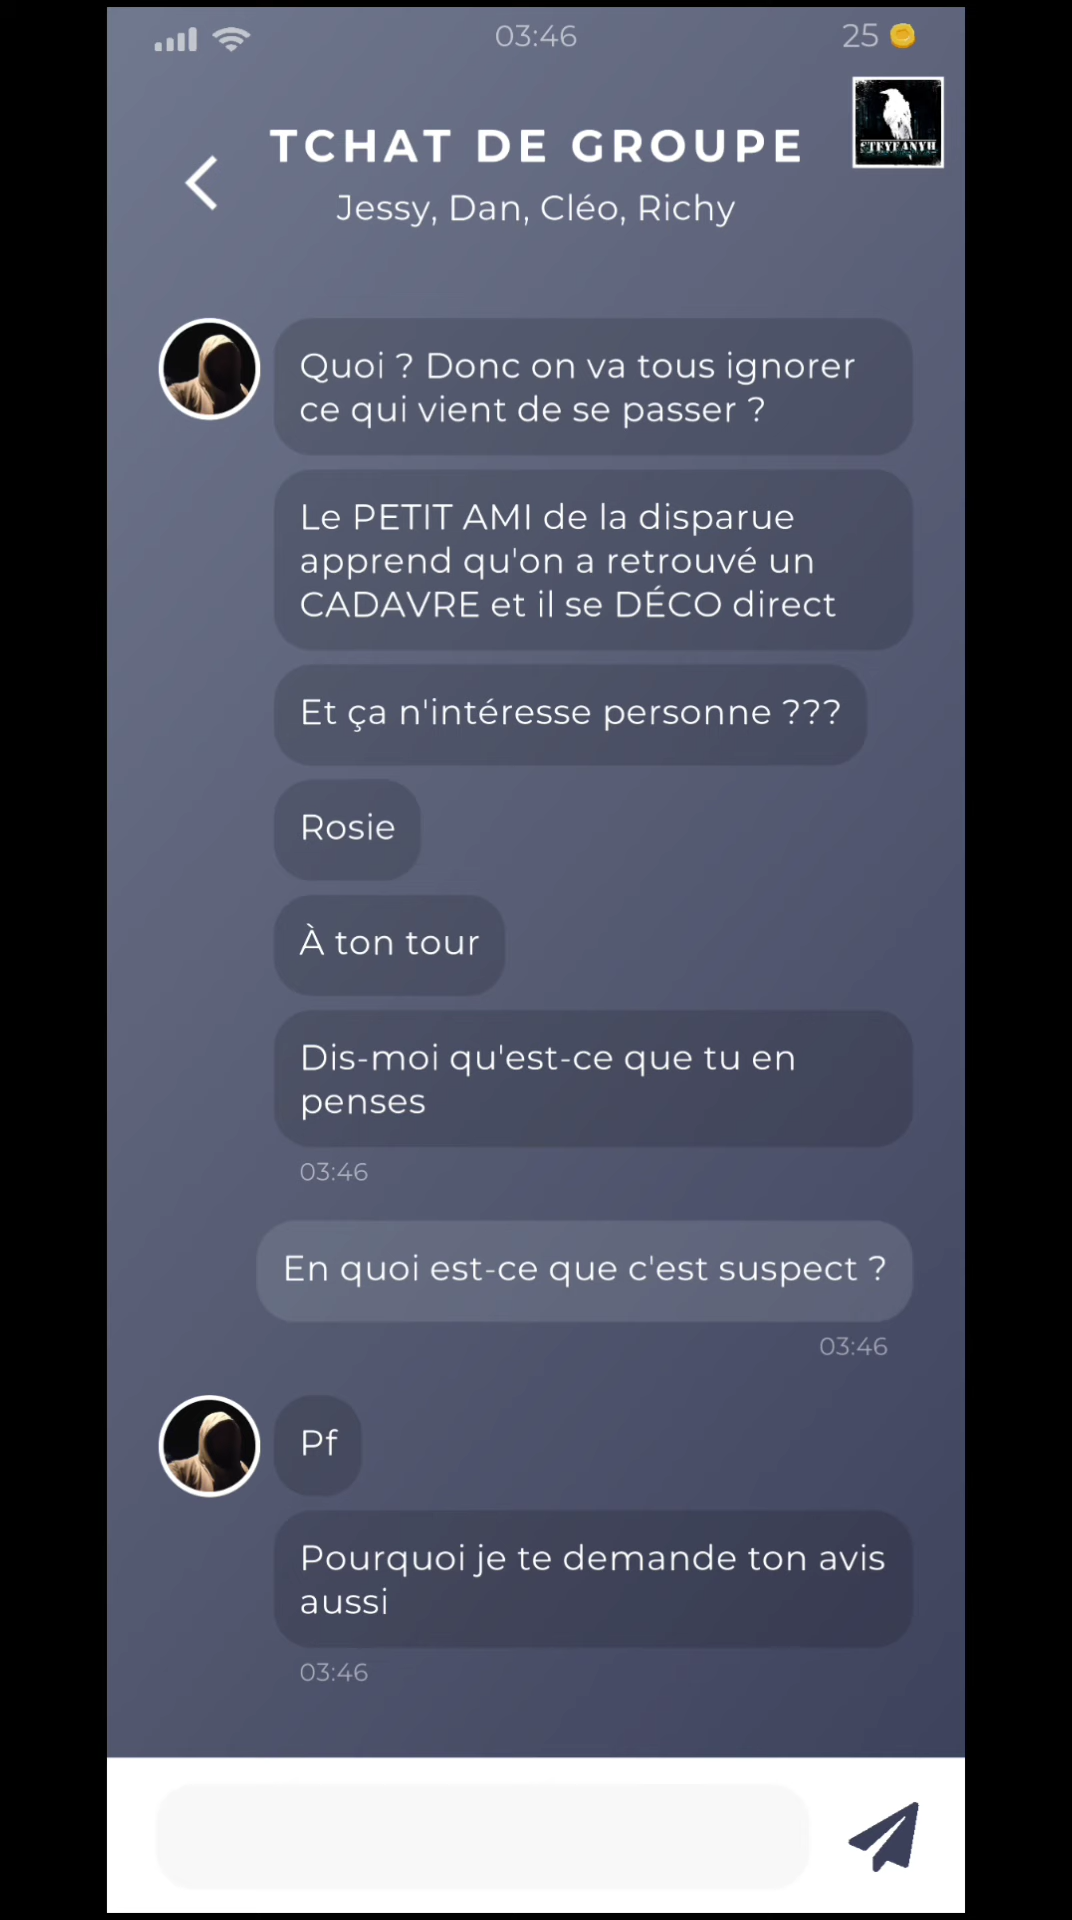 03:46
25
STEYFANYH
TCHAT DE GROUPE
Jessy, Dan, Cléo, Richy
Quoi ? Donc on va tous ignorer
ce qui vient de se passer ?
Le PETIT AMI de la disparue
apprend qu'on a retrouvé un
CADAVRE et il se DÉCO direct
Et ça n'intéresse personne ???
Rosie
À ton tour
Dis-moi qu'est-ce que tu en
penses
03:46
En quoi est-ce que c'est suspect ?
03:46
Pf
Pourquoi je te demande ton avis
aussi
03:46